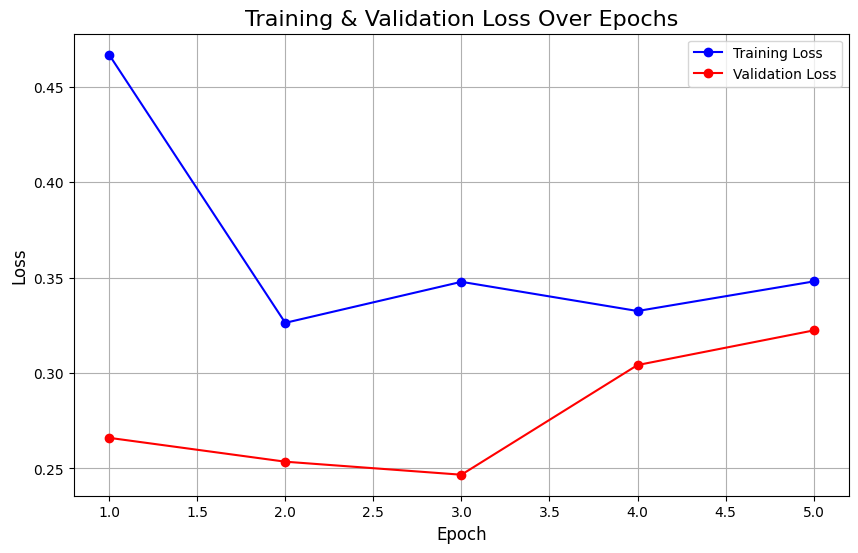 Training & Validation Loss Over Epochs
Training Loss
Validation Loss
0.45
0.40
0.35
0.30
0.25
Loss
1.0 1.5 2.0 2.5 3.0 3.5 4.0 4.5 5.0
Epoch